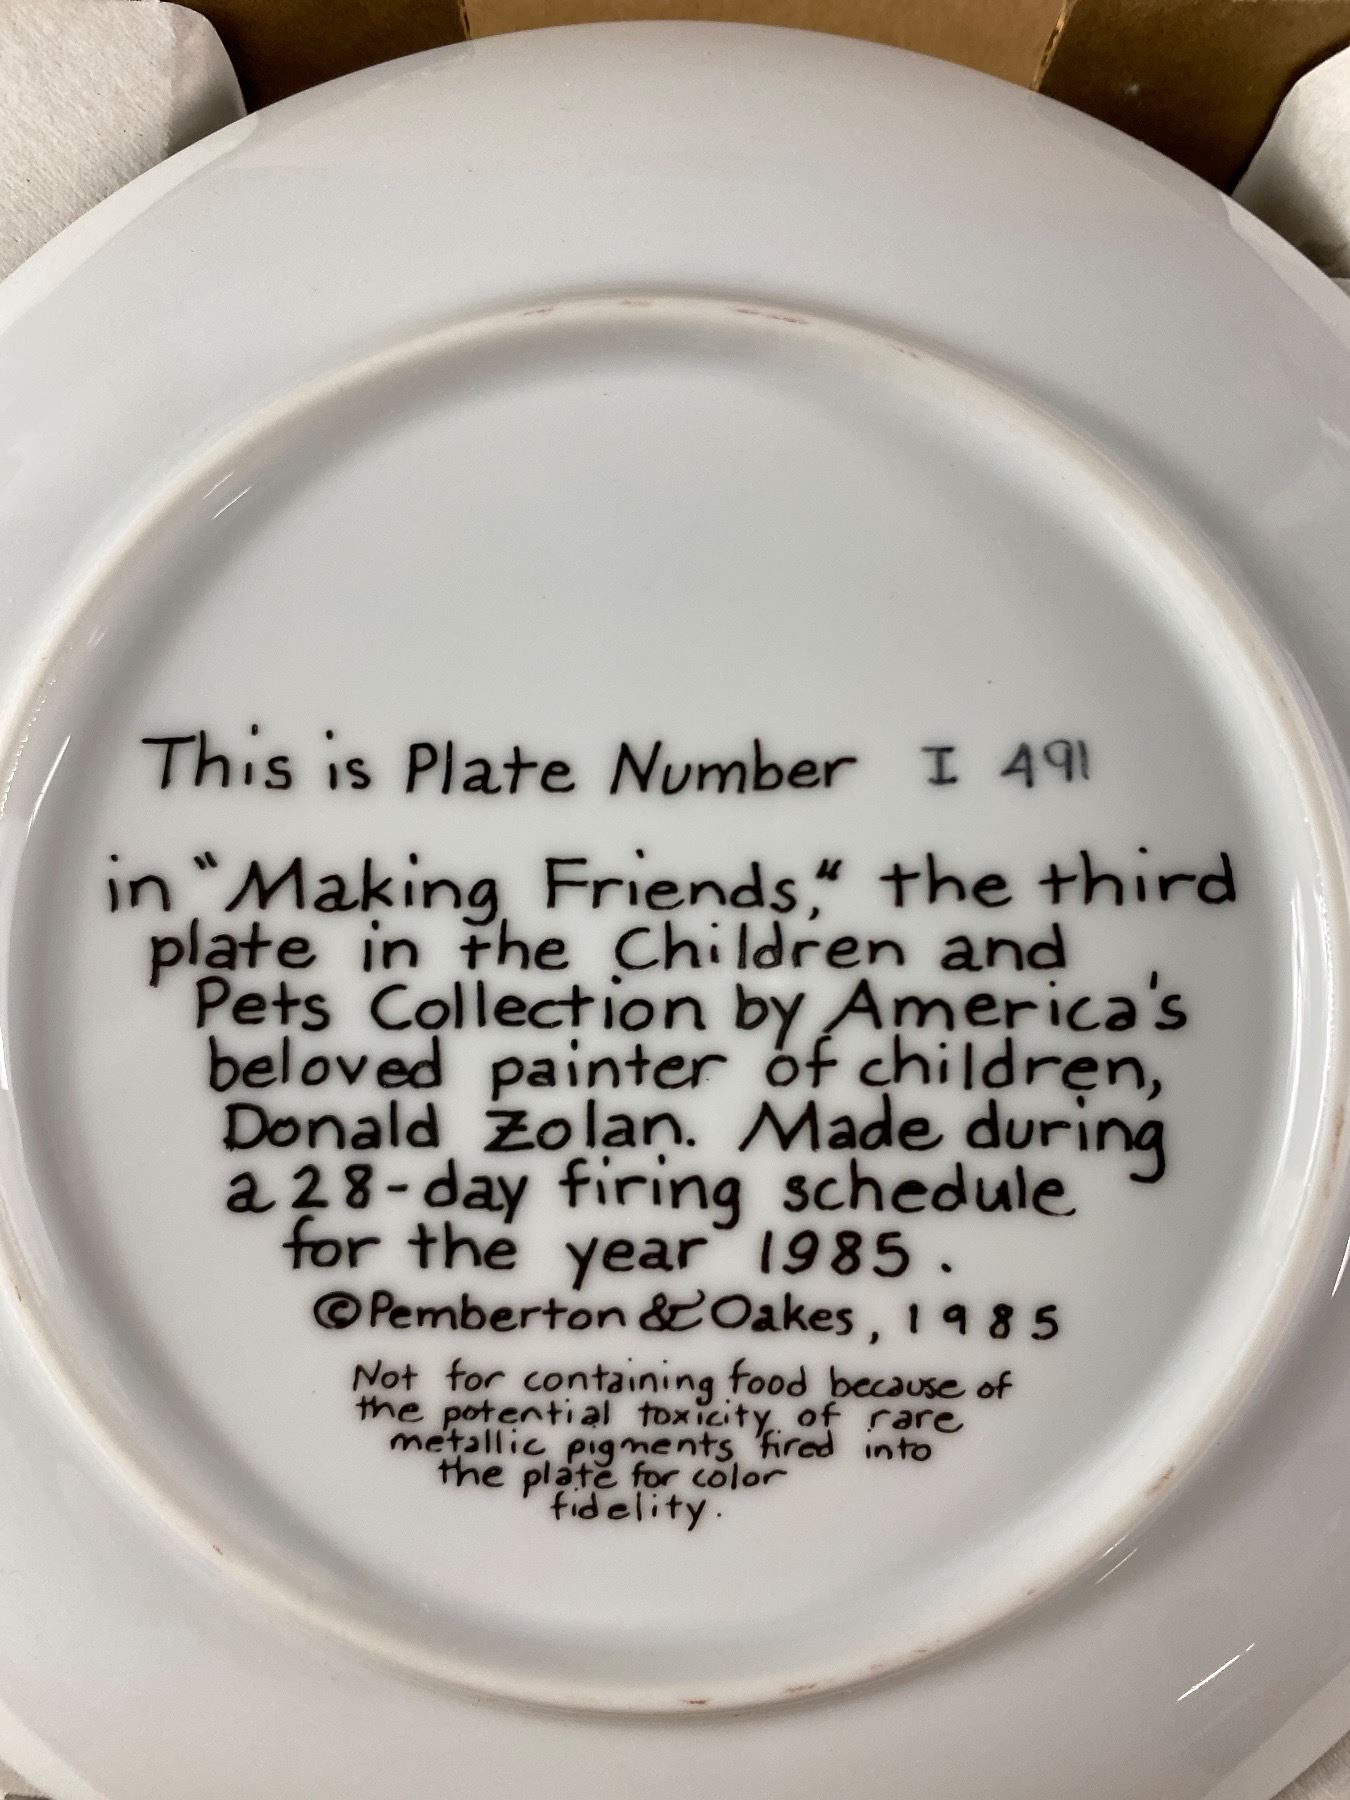 This is Plate Number I A91
in "Making Friends," the third
plate in the Children and
Pets Collection by America's
beloved painter of children,
Donald Zolan. Made during
a 28-day firing schedule
for the year 1985.
©Pemberton & Oakes, 1985
Not for containing food because of
the potential toxicity of rare
metallic pigments fired into
the plate for color
fidelity.